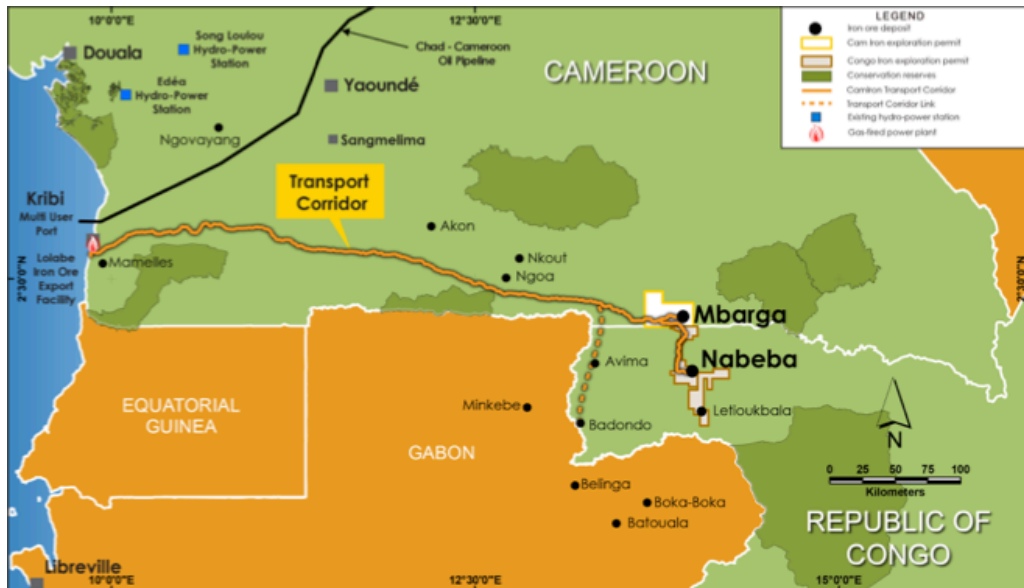 10°0'0"E
12°30'0"E
LEGEND
Iron ore deposit
Cam Iron exploration permit
Congo Iron exploration permit
Conservation reserves
CamIron Transport Corridor
Transport Corridor Link
Existing hydro-power station
Gas-fired power plant
Song Loulou
Hydro-Power
Station
Douala
Edéa
Hydro-Power
Station
Chad - Cameroon
Oil Pipeline
CAMEROON
Yaoundé
Ngovayang
Sangmelima
Transport
Corridor
Kribi
Multi User
Port
Akon
Lolabe
Iron Ore
Export
Facility
Mamelles
Nkout
Ngoa
2°30'0"N
2°30'0"N
Mbarga
Nabeba
Avima
EQUATORIAL
GUINEA
Minkebe
Letioukbala
Badondo
GABON
N
Belinga
0 25 50 75 100
Kilometers
Boka-Boka
Batouala
REPUBLIC OF
CONGO
Libreville
10°0'0"E
12°30'0"E
15°0'0"E